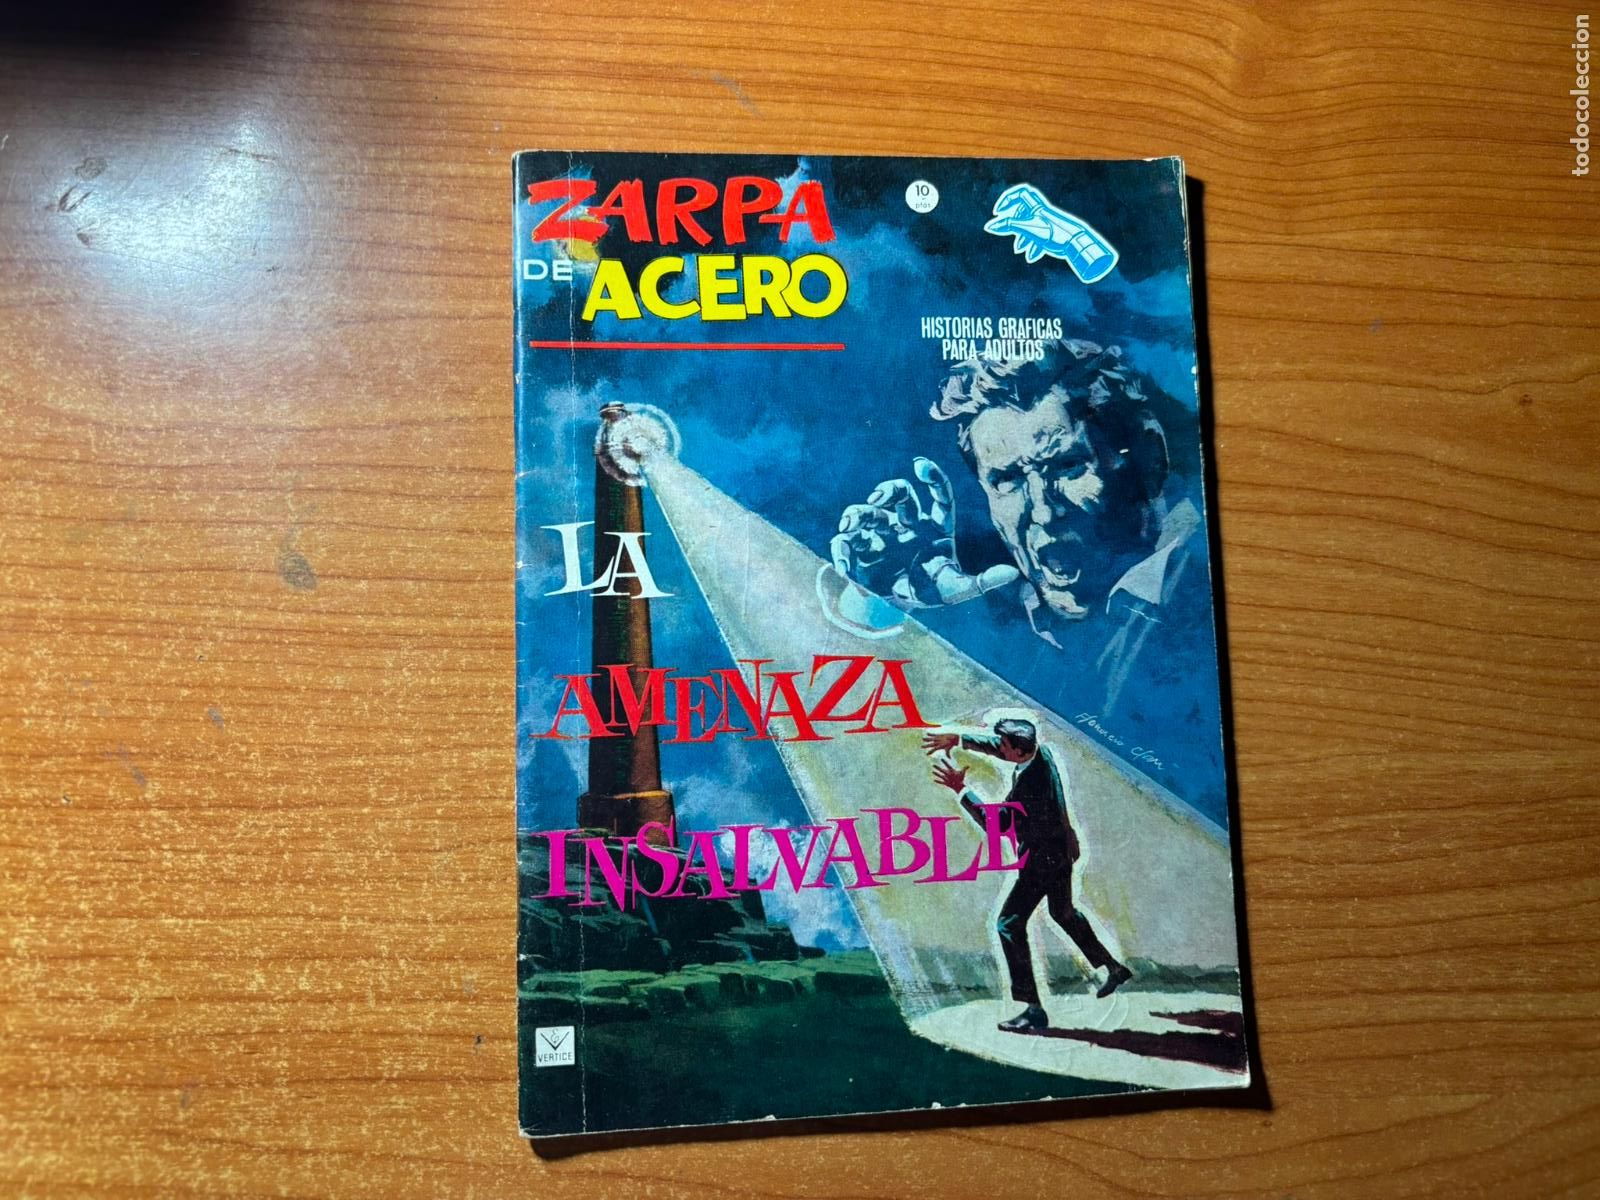 ZARPA
DE ACERO
10
ptas
HISTORIAS GRAFICAS
PARA ADULTOS
LA
AMENAZA
INSALVABLE
VERTICE
todocoleccion